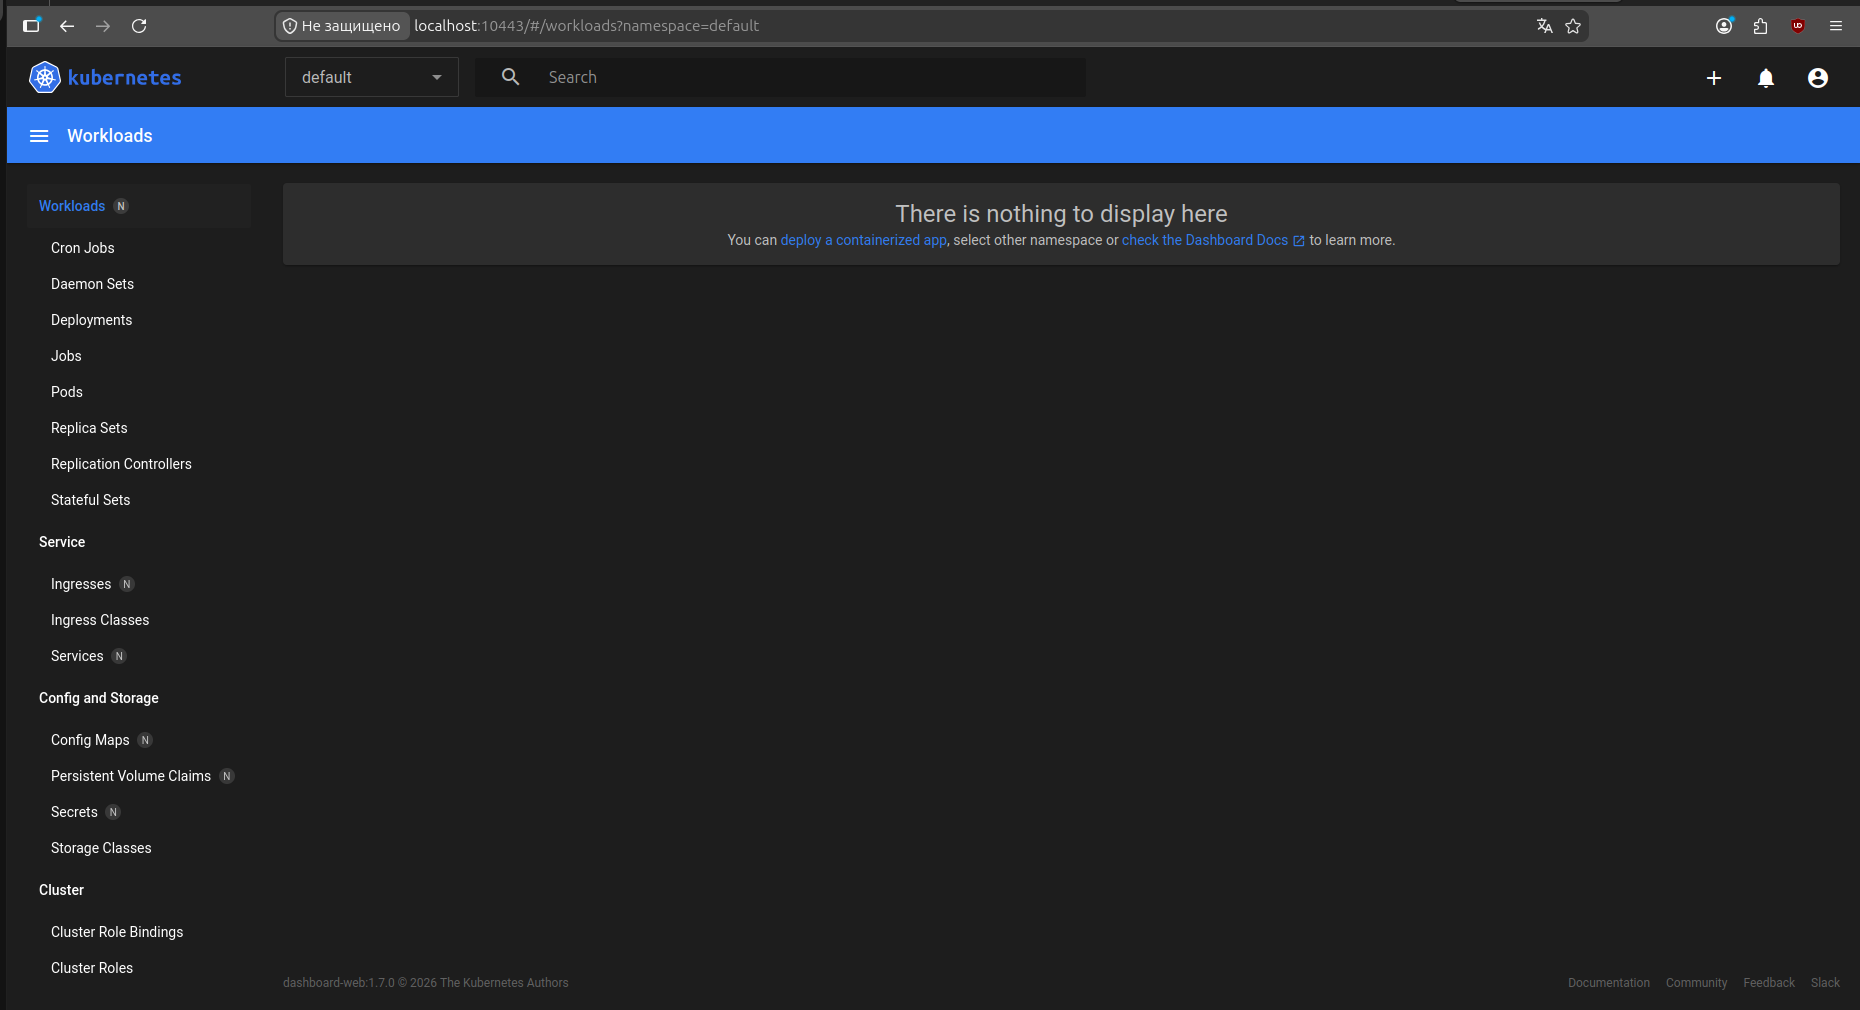 Не защищено localhost:10443/#/workloads?namespace=default
kubernetes
default
Search
Workloads
Workloads N
Cron Jobs
Daemon Sets
Deployments
Jobs
Pods
Replica Sets
Replication Controllers
Stateful Sets
Service
Ingresses N
Ingress Classes
Services N
Config and Storage
Config Maps N
Persistent Volume Claims N
Secrets N
Storage Classes
Cluster
Cluster Role Bindings
Cluster Roles
There is nothing to display here
You can deploy a containerized app, select other namespace or check the Dashboard Docs to learn more.
dashboard-web:1.7.0 © 2026 The Kubernetes Authors
Documentation Community Feedback Slack